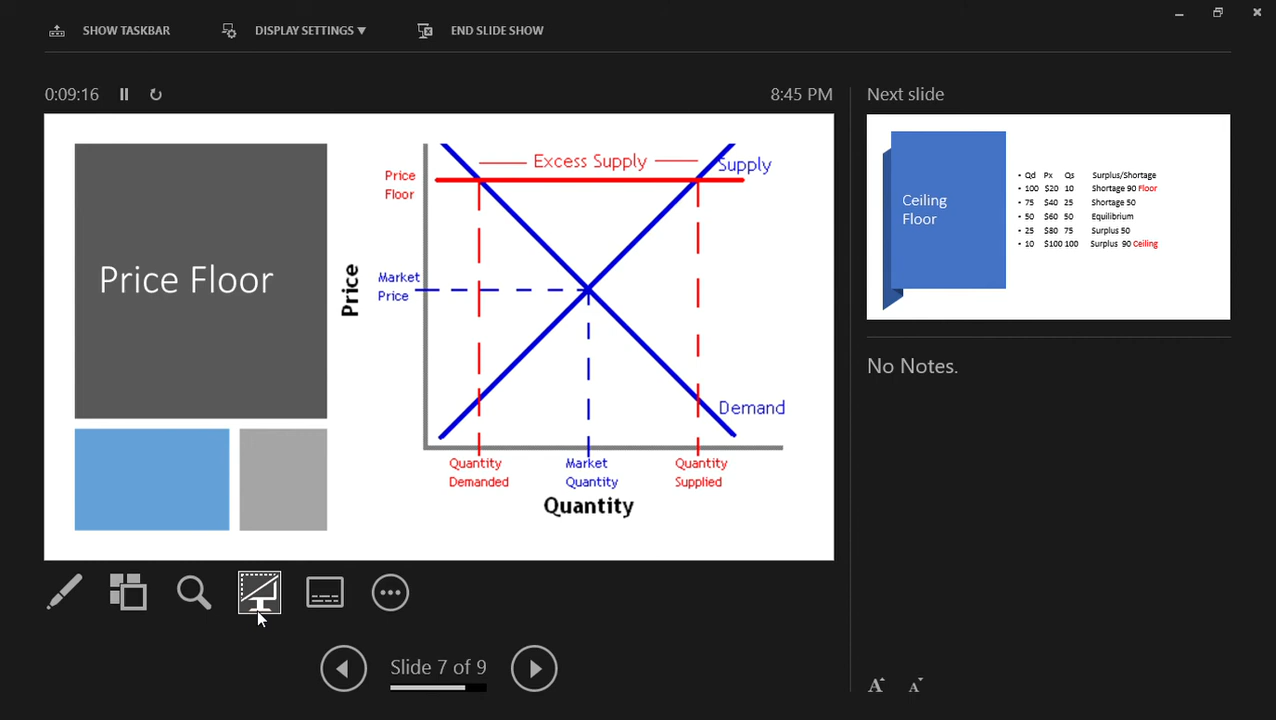 SHOW TASKBAR
DISPLAY SETTINGS ▼
END SLIDE SHOW
0:09:16
8:45 PM
Price Floor
Price
Floor
Excess Supply
Supply
Market
Price
Price
Demand
Quantity
Demanded
Market
Quantity
Quantity
Supplied
Quantity
Next slide
Ceiling
Floor
• Qd Px Qs Surplus/Shortage
• 100 $20 10 Shortage 90 Floor
• 75 $40 25 Shortage 50
• 50 $60 50 Equilibrium
• 25 $80 75 Surplus 50
• 10 $100 100 Surplus 90 Ceiling
No Notes.
Slide 7 of 9
A A